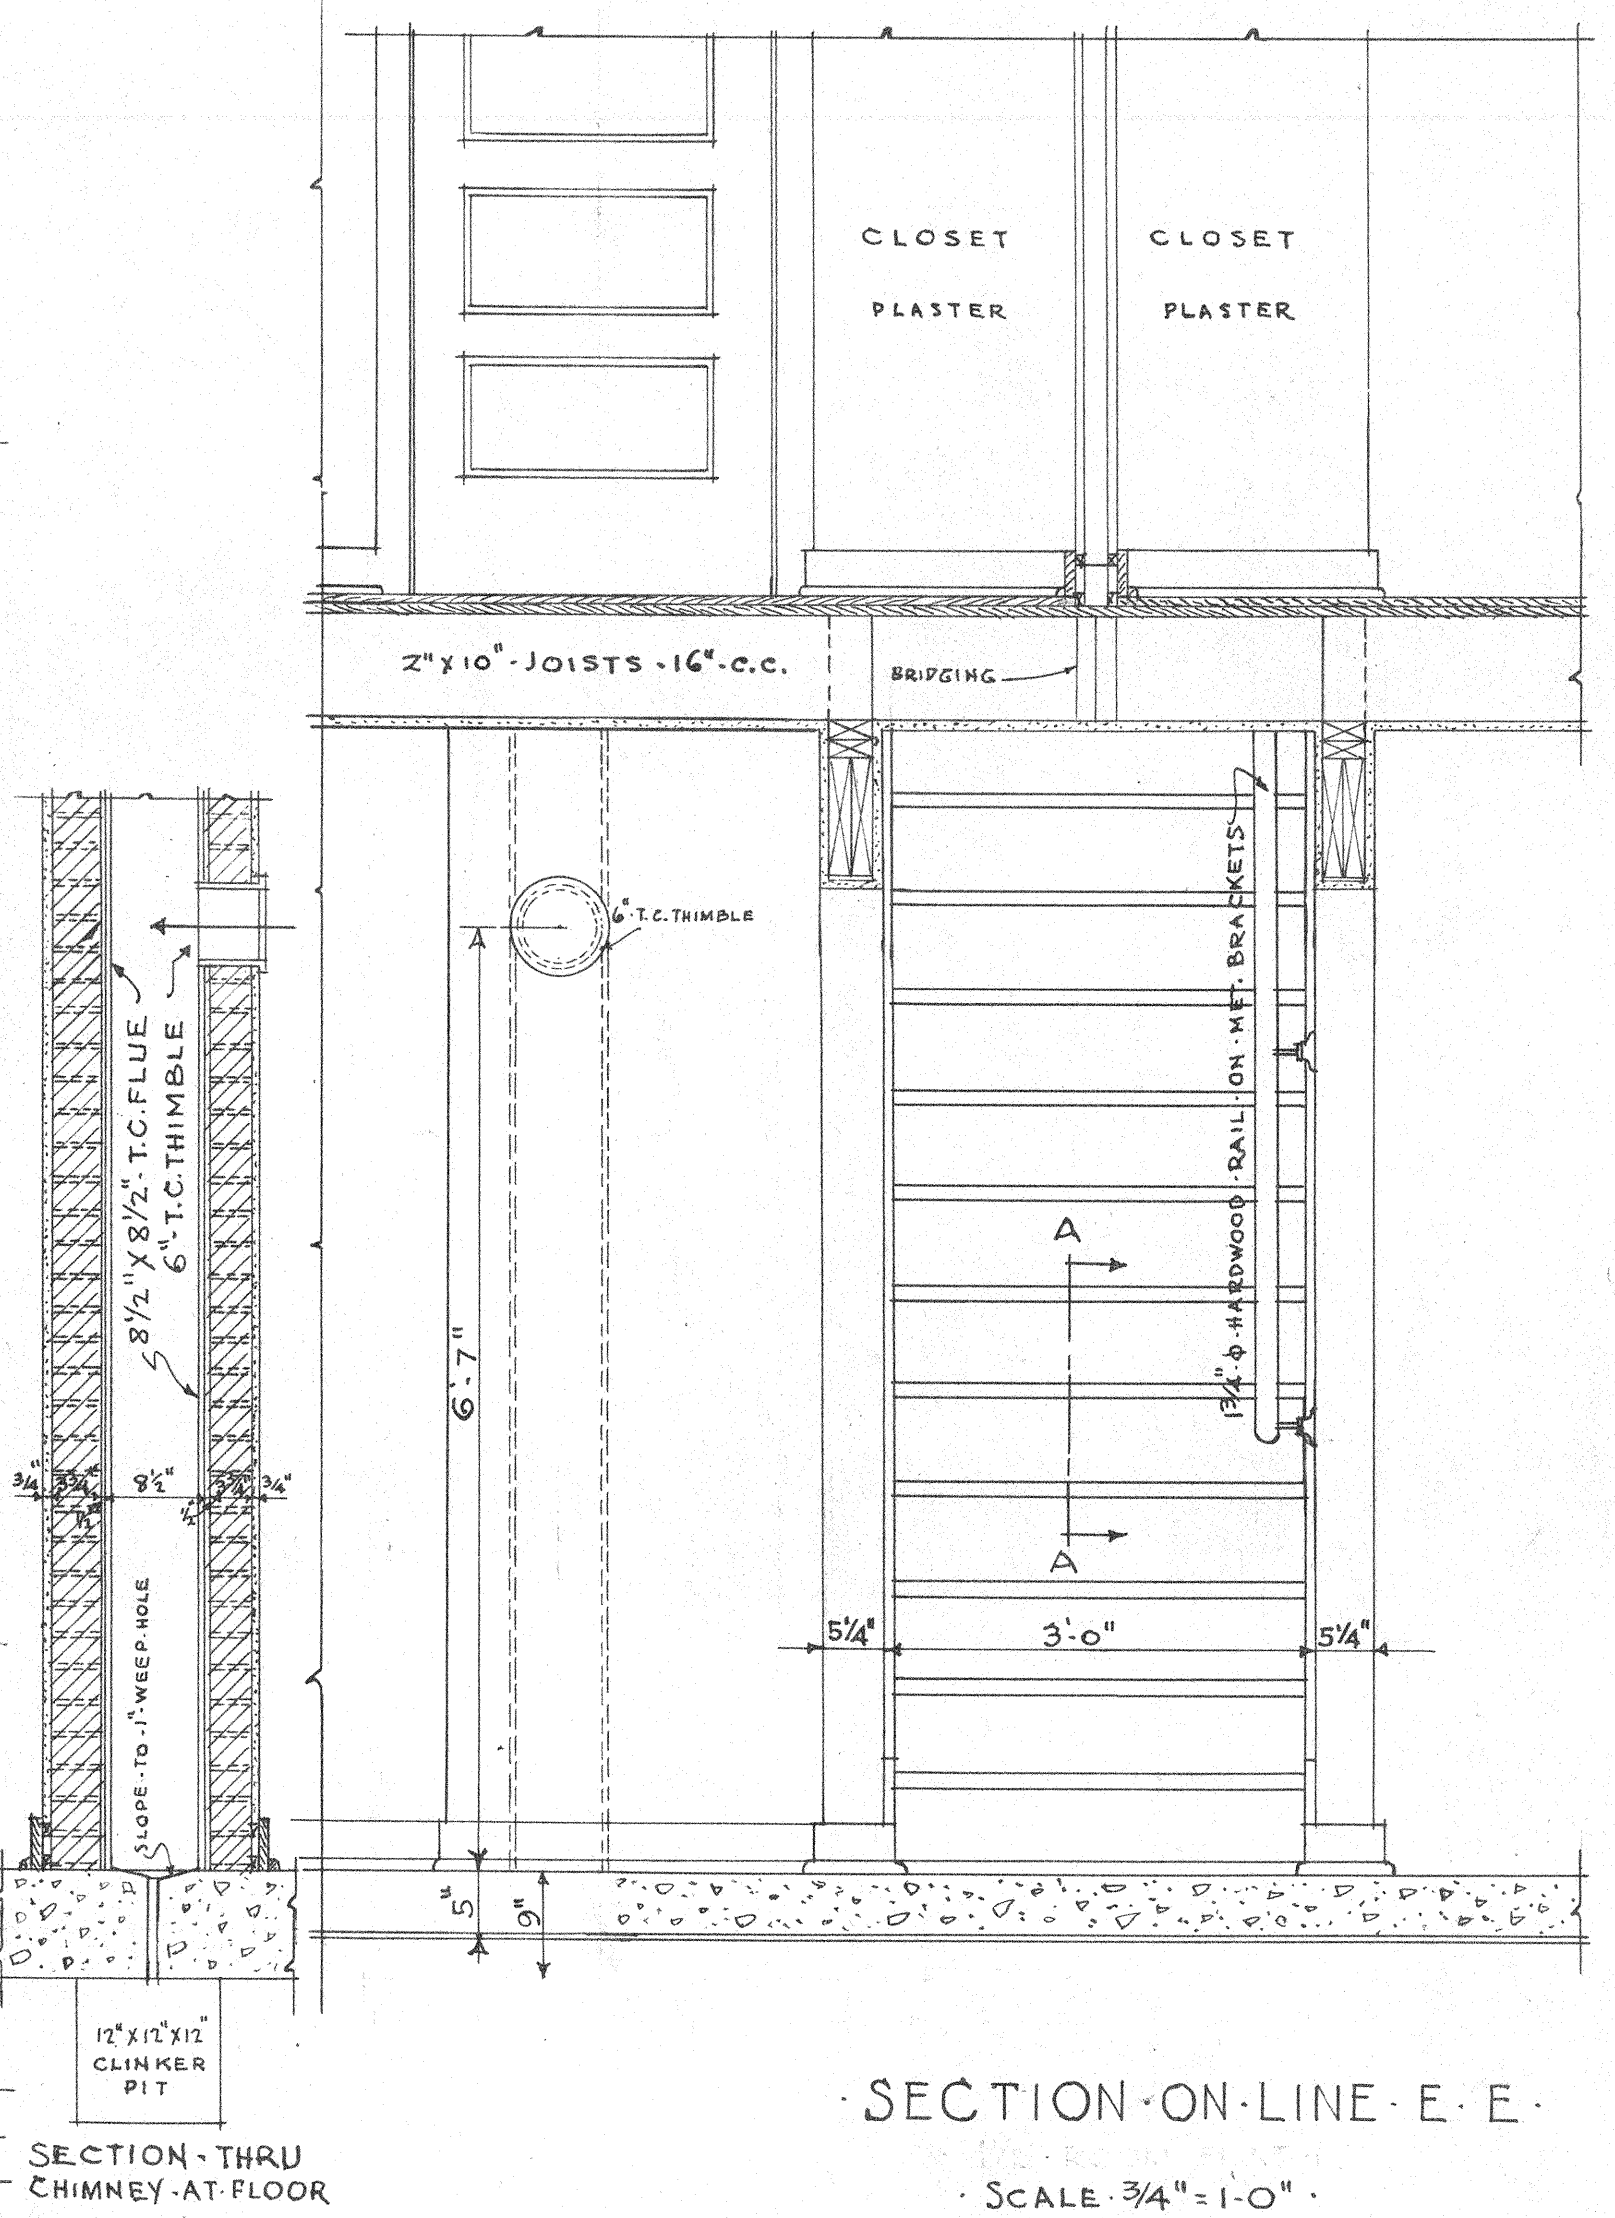 CLOSET
PLASTER
CLOSET
PLASTER
2"X10"·JOISTS·16"·C.C.
BRIDGING
6"·T.C.THIMBLE
8½"X8½"·T.C.FLUE
6"·T.C.THIMBLE
1¾"·φ·HARDWOOD·RAIL·ON·MET.BRACKETS
6'·7"
A
A
¾"
3¾"
8½"
3¾"
¾"
½"
½"
SLOPE·TO·1"·WEEP·HOLE
5¼"
3'·0"
5¼"
5"
9"
12"X12"X12"
CLINKER
PIT
SECTION·THRU
CHIMNEY·AT·FLOOR
·SECTION·ON·LINE·E·E·
·SCALE·¾"=1'-0"·